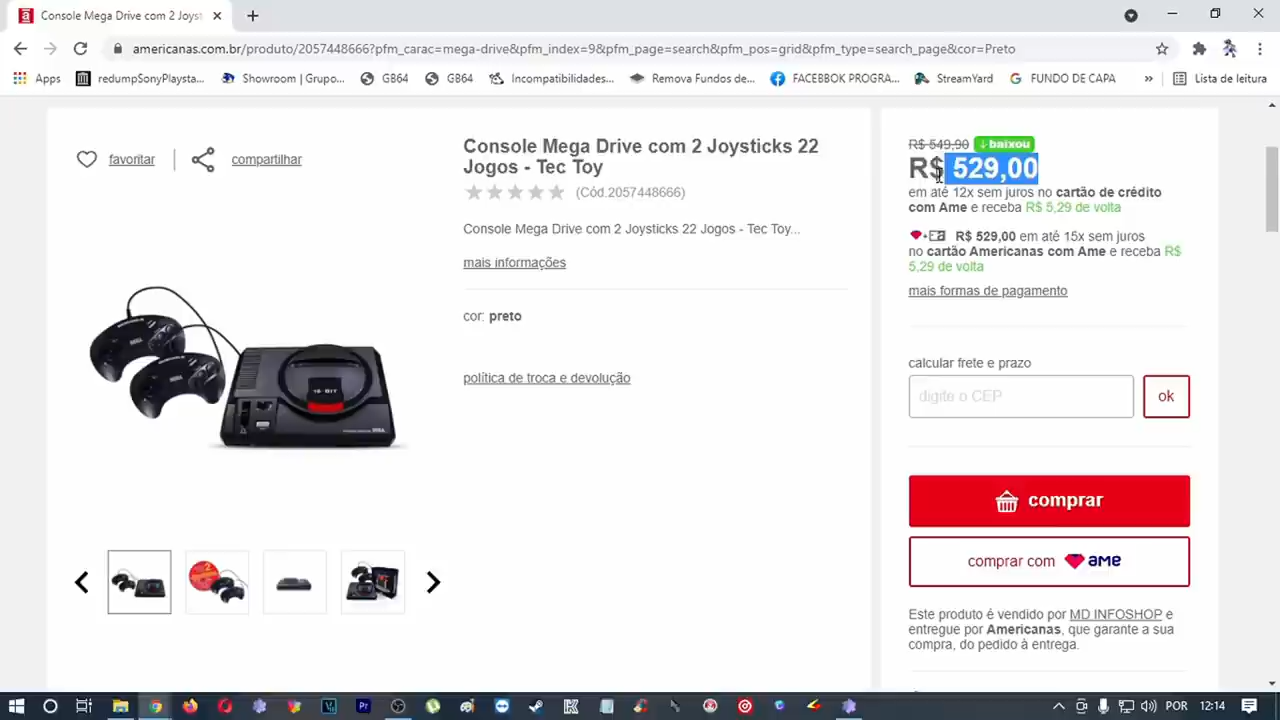 Console Mega Drive com 2 Joyst
americanas.com.br/produto/2057448666?pfm_carac=mega-drive&pfm_index=9&pfm_page=search&pfm_pos=grid&pfm_type=search_page&cor=Preto
Apps
redumpSonyPlaysta...
Showroom | Grupo...
GB64
GB64
Incompatibilidades...
Remova Fundos de...
FACEBBOK PROGRA...
StreamYard
FUNDO DE CAPA
»
Lista de leitura
favoritar
compartilhar
Console Mega Drive com 2 Joysticks 22
Jogos - Tec Toy
(Cód.2057448666)
Console Mega Drive com 2 Joysticks 22 Jogos - Tec Toy...
mais informações
cor: preto
política de troca e devolução
16-BIT
SEGA
R$ 549,90 ↓baixou
R$ 529,00
em até 12x sem juros no cartão de crédito
com Ame e receba R$ 5,29 de volta
R$ 529,00 em até 15x sem juros
no cartão Americanas com Ame e receba R$
5,29 de volta
mais formas de pagamento
calcular frete e prazo
digite o CEP
ok
comprar
comprar com ame
Este produto é vendido por MD INFOSHOP e
entregue por Americanas, que garante a sua
compra, do pedido à entrega.
POR
12:14